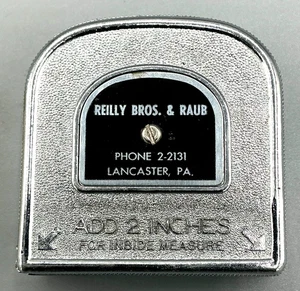 REILLY BROS. & RAUB
PHONE 2-2131
LANCASTER, PA.
ADD 2 INCHES
FOR INSIDE MEASURE